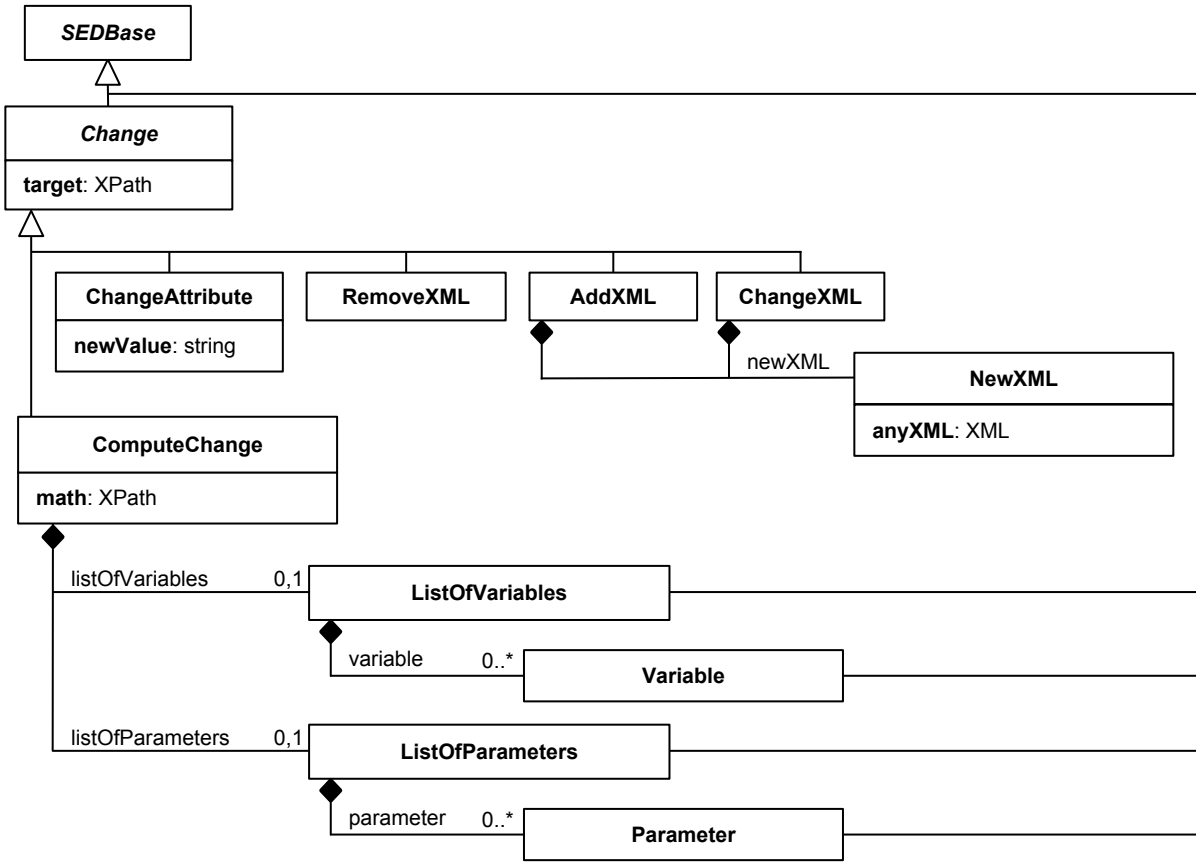 SEDBase
Change
target: XPath
ChangeAttribute
newValue: string
RemoveXML
AddXML
ChangeXML
newXML
NewXML
anyXML: XML
ComputeChange
math: XPath
listOfVariables 0,1
ListOfVariables
variable 0..*
Variable
listOfParameters 0,1
ListOfParameters
parameter 0..*
Parameter